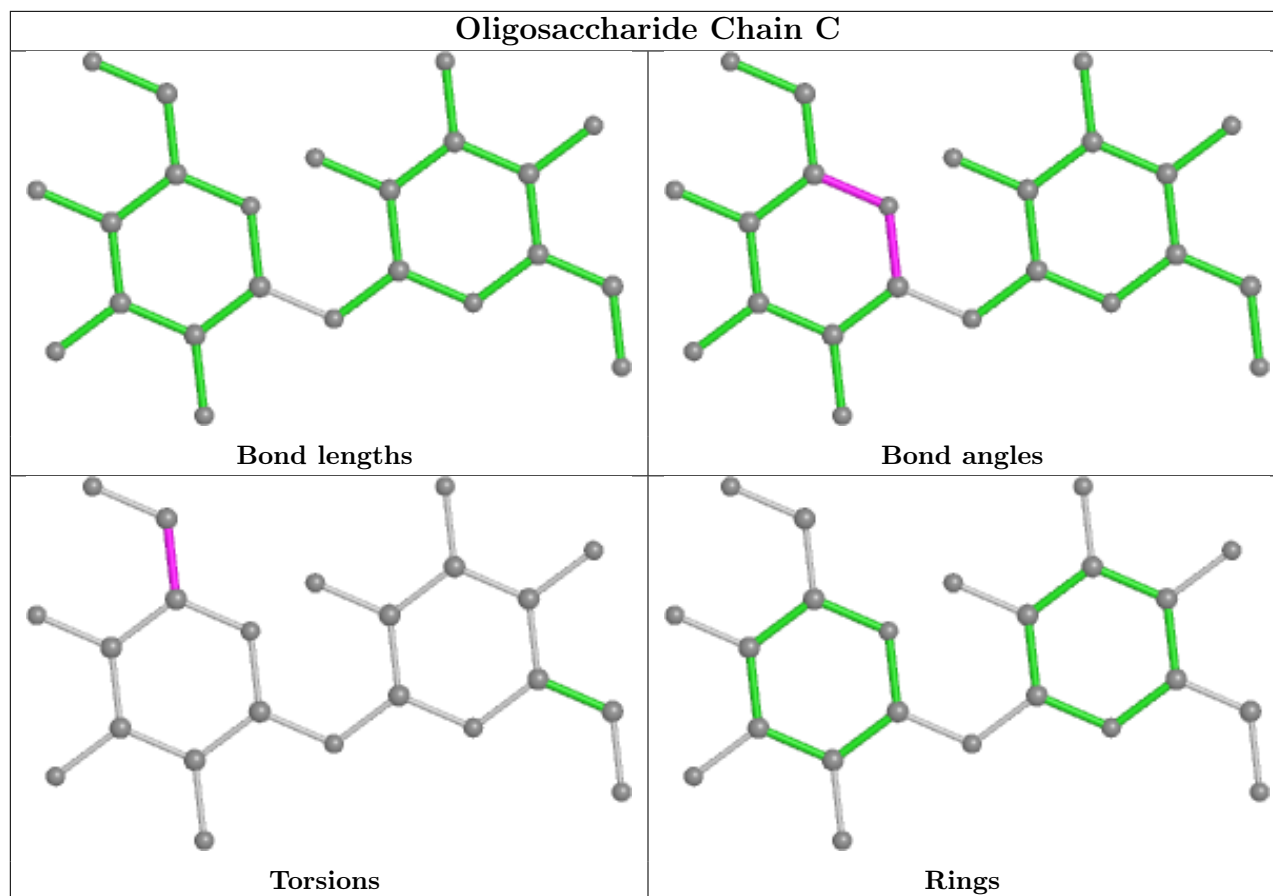 Oligosaccharide Chain C
Bond lengths
Bond angles
Torsions
Rings